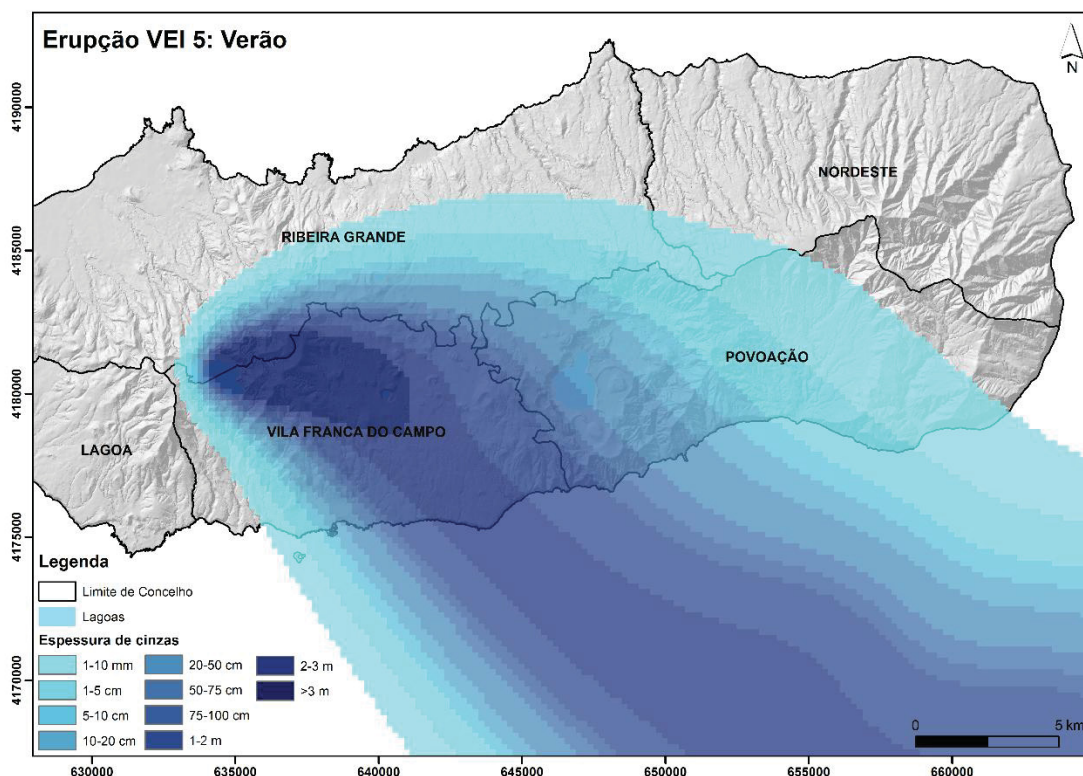 Erupção VEI 5: Verão
N
4190000
4185000
4180000
4175000
4170000
NORDESTE
RIBEIRA GRANDE
POVOAÇÃO
VILA FRANCA DO CAMPO
LAGOA
Legenda
Limite de Concelho
Lagoas
Espessura de cinzas
1-10 mm
1-5 cm
5-10 cm
10-20 cm
20-50 cm
50-75 cm
75-100 cm
1-2 m
2-3 m
>3 m
0 5 km
630000 635000 640000 645000 650000 655000 660000